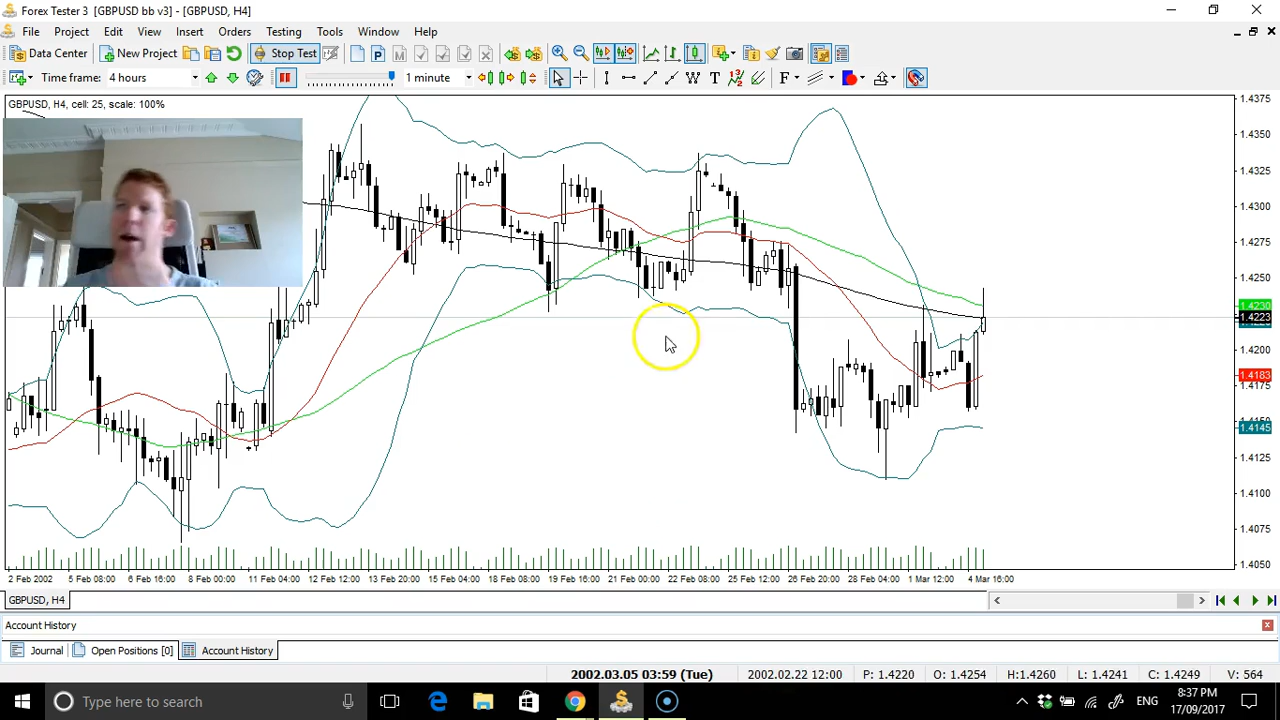 Forex Tester 3 [GBPUSD bb v3] - [GBPUSD, H4]
File Projects Edit View Insert Orders Testing Tools Window Help
Data Center New Project Stop Test
Time frame: 4 hours 1 minute
GBPUSD, H4, cell: 25, scale: 100%
1.4375
1.4350
1.4325
1.4300
1.4275
1.4250
1.4230
1.4223
1.4200
1.4183
1.4175
1.4145
1.4125
1.4100
1.4075
1.4050
2 Feb 2002 5 Feb 08:00 6 Feb 16:00 8 Feb 00:00 11 Feb 04:00 12 Feb 12:00 13 Feb 20:00 15 Feb 04:00 18 Feb 08:00 19 Feb 16:00 21 Feb 00:00 22 Feb 08:00 25 Feb 12:00 26 Feb 20:00 28 Feb 04:00 1 Mar 12:00 4 Mar 16:00
GBPUSD, H4
Account History
Journal Open Positions [0] Account History
2002.03.05 03:59 (Tue) 2002.02.22 12:00 P: 1.4220 O: 1.4254 H: 1.4260 L: 1.4241 C: 1.4249 V: 564
Type here to search ENG 8:37 PM
17/09/2017